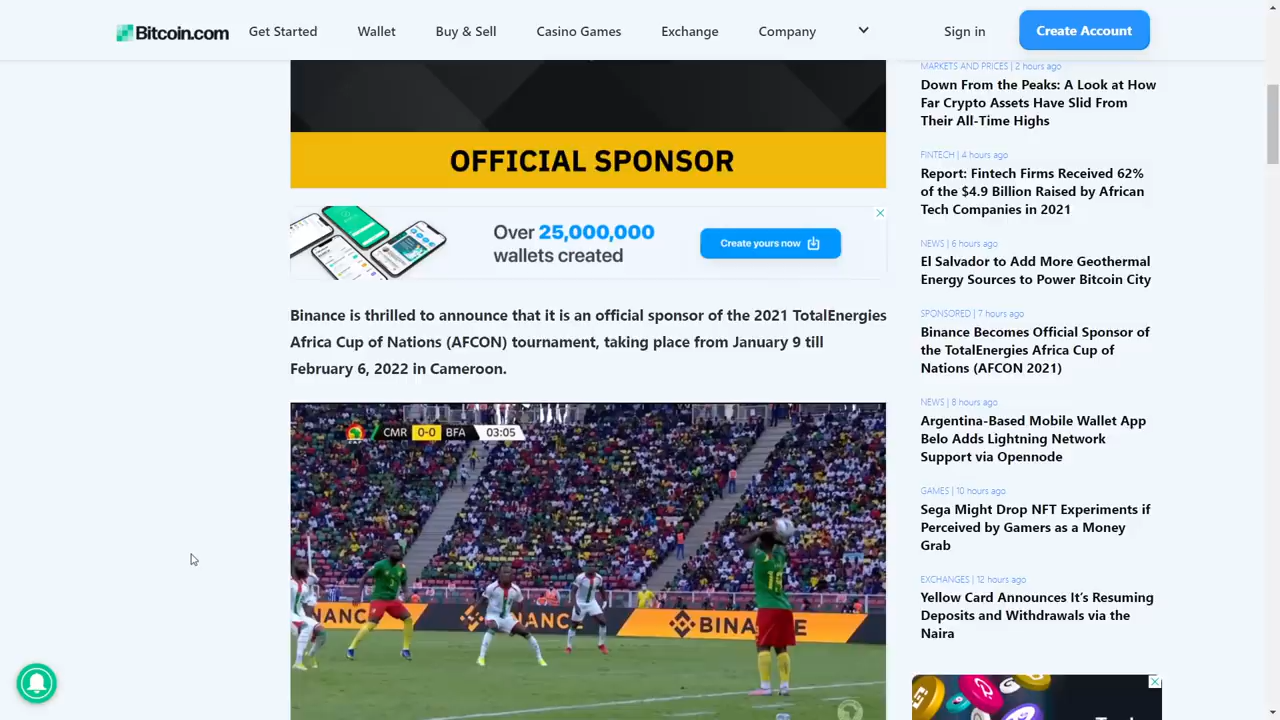 Bitcoin.com Get Started Wallet Buy & Sell Casino Games Exchange Company Sign in Create Account
OFFICIAL SPONSOR
Over 25,000,000
wallets created
Create yours now
Binance is thrilled to announce that it is an official sponsor of the 2021 TotalEnergies
Africa Cup of Nations (AFCON) tournament, taking place from January 9 till
February 6, 2022 in Cameroon.
CMR 0-0 BFA 03:05
BINANCE
MARKETS AND PRICES | 2 hours ago
Down From the Peaks: A Look at How
Far Crypto Assets Have Slid From
Their All-Time Highs
FINTECH | 4 hours ago
Report: Fintech Firms Received 62%
of the $4.9 Billion Raised by African
Tech Companies in 2021
NEWS | 6 hours ago
El Salvador to Add More Geothermal
Energy Sources to Power Bitcoin City
SPONSORED | 7 hours ago
Binance Becomes Official Sponsor of
the TotalEnergies Africa Cup of
Nations (AFCON 2021)
NEWS | 8 hours ago
Argentina-Based Mobile Wallet App
Belo Adds Lightning Network
Support via Opennode
GAMES | 10 hours ago
Sega Might Drop NFT Experiments if
Perceived by Gamers as a Money
Grab
EXCHANGES | 12 hours ago
Yellow Card Announces It's Resuming
Deposits and Withdrawals via the
Naira